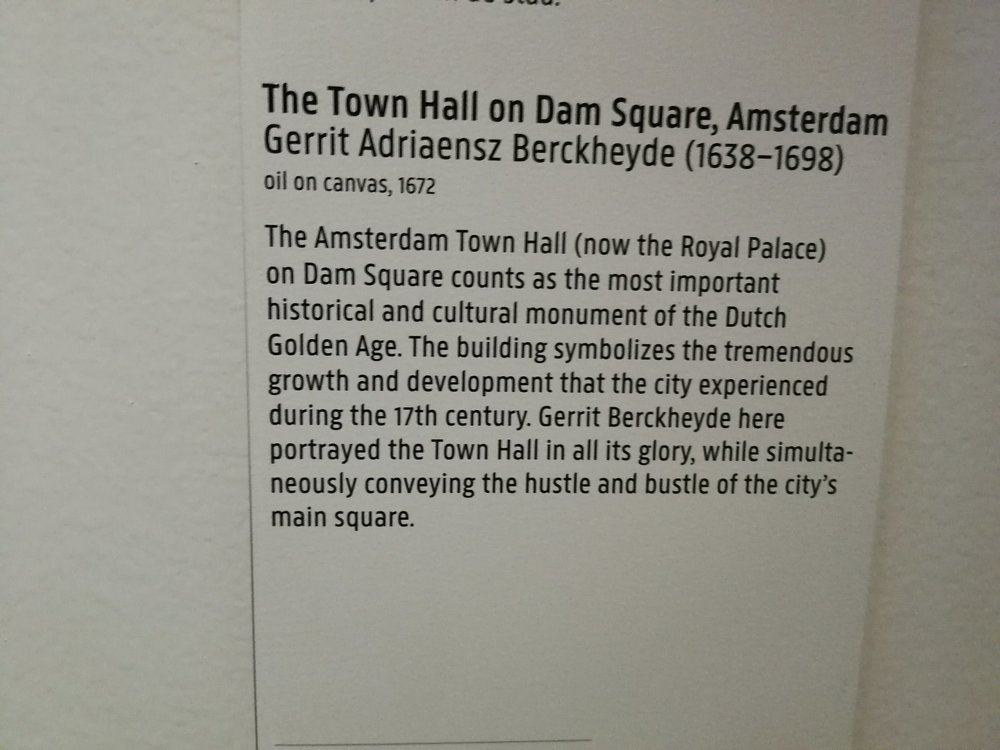 The Town Hall on Dam Square, Amsterdam
Gerrit Adriaensz Berckheyde (1638–1698)
oil on canvas, 1672
The Amsterdam Town Hall (now the Royal Palace)
on Dam Square counts as the most important
historical and cultural monument of the Dutch
Golden Age. The building symbolizes the tremendous
growth and development that the city experienced
during the 17th century. Gerrit Berckheyde here
portrayed the Town Hall in all its glory, while simulta-
neously conveying the hustle and bustle of the city's
main square.